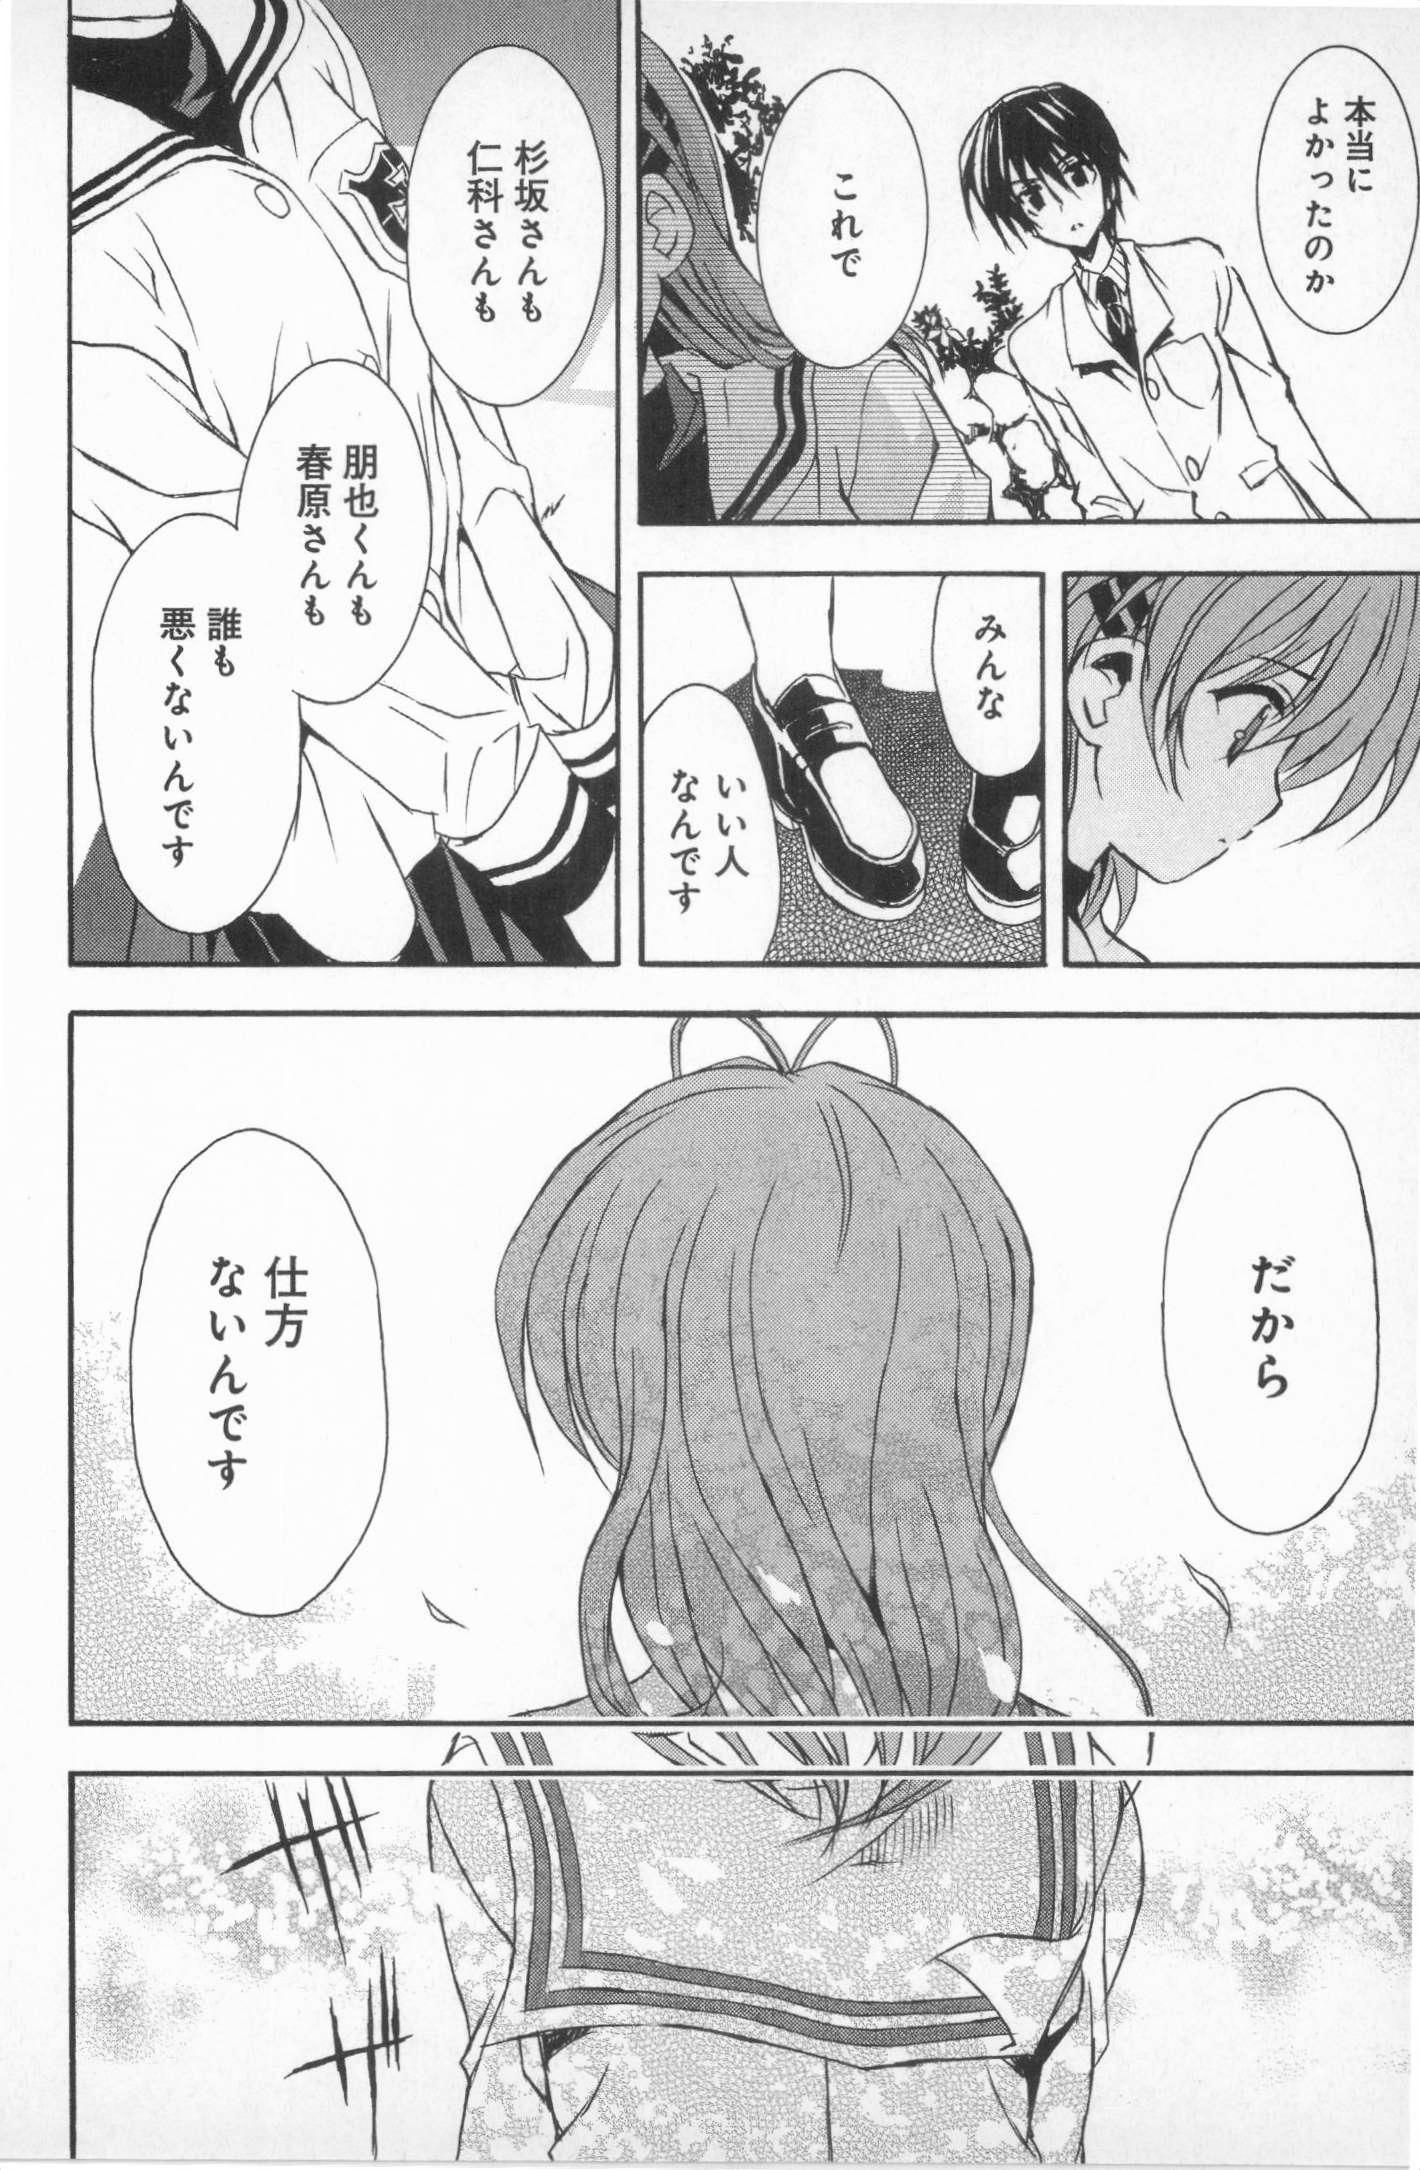 本当に
よかったのか
これで
みんな
いい人
なんです
杉坂さんも
仁科さんも
朋也くんも
春原さんも
誰も
悪くないんです
だから
仕方
ないんです